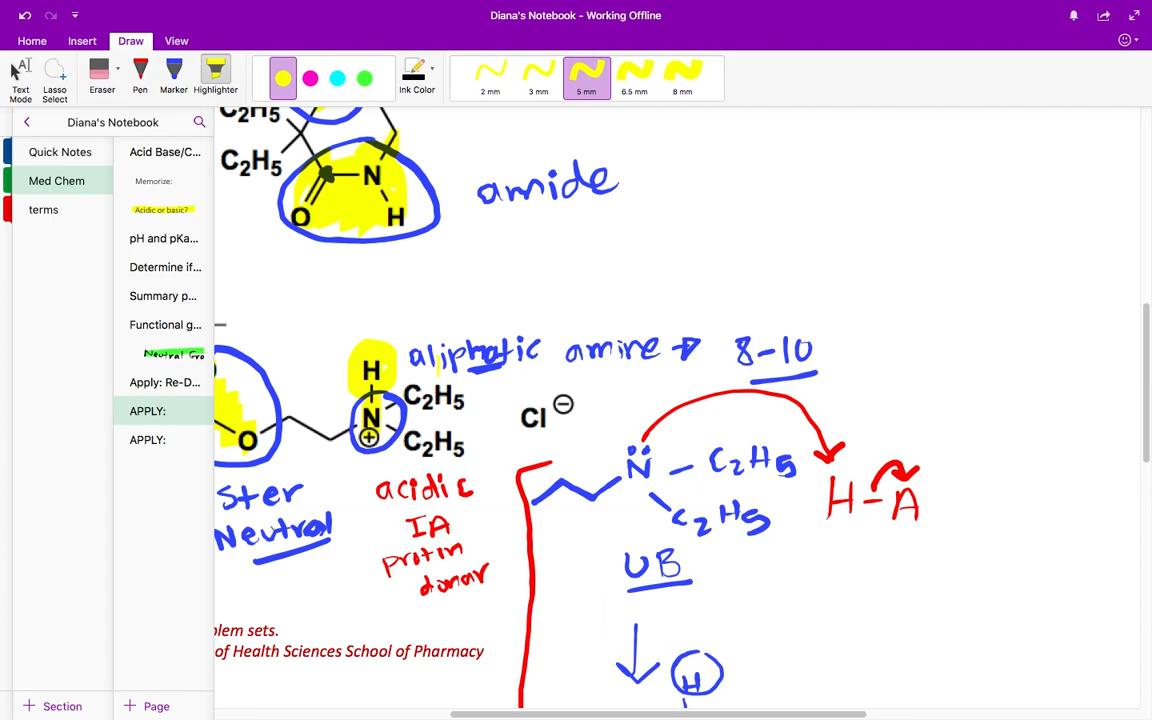 Diana's Notebook - Working Offline
Home Insert Draw View
Text Mode
Lasso Select
Eraser
Pen
Marker
Highlighter
Ink Color
2 mm 3 mm 5 mm 6.5 mm 8 mm
Diana's Notebook
Quick Notes
Med Chem
terms
Acid Base/C...
Memorize:
Acidic or basic?
pH and pKa...
Determine if...
Summary p...
Functional g...
Neutral Gro
Apply: Re-D...
APPLY:
APPLY:
+ Section
+ Page
C2H5
C2H5
N
O
H
amide
H
aliphatic amine → 8-10
C2H5
N
⊕
C2H5
O
Cl ⊖
N̈ - C2H5
C2H5
H - A
ster
Neutral
acidic
IA
protin
donar
UB
H
blem sets.
of Health Sciences School of Pharmacy